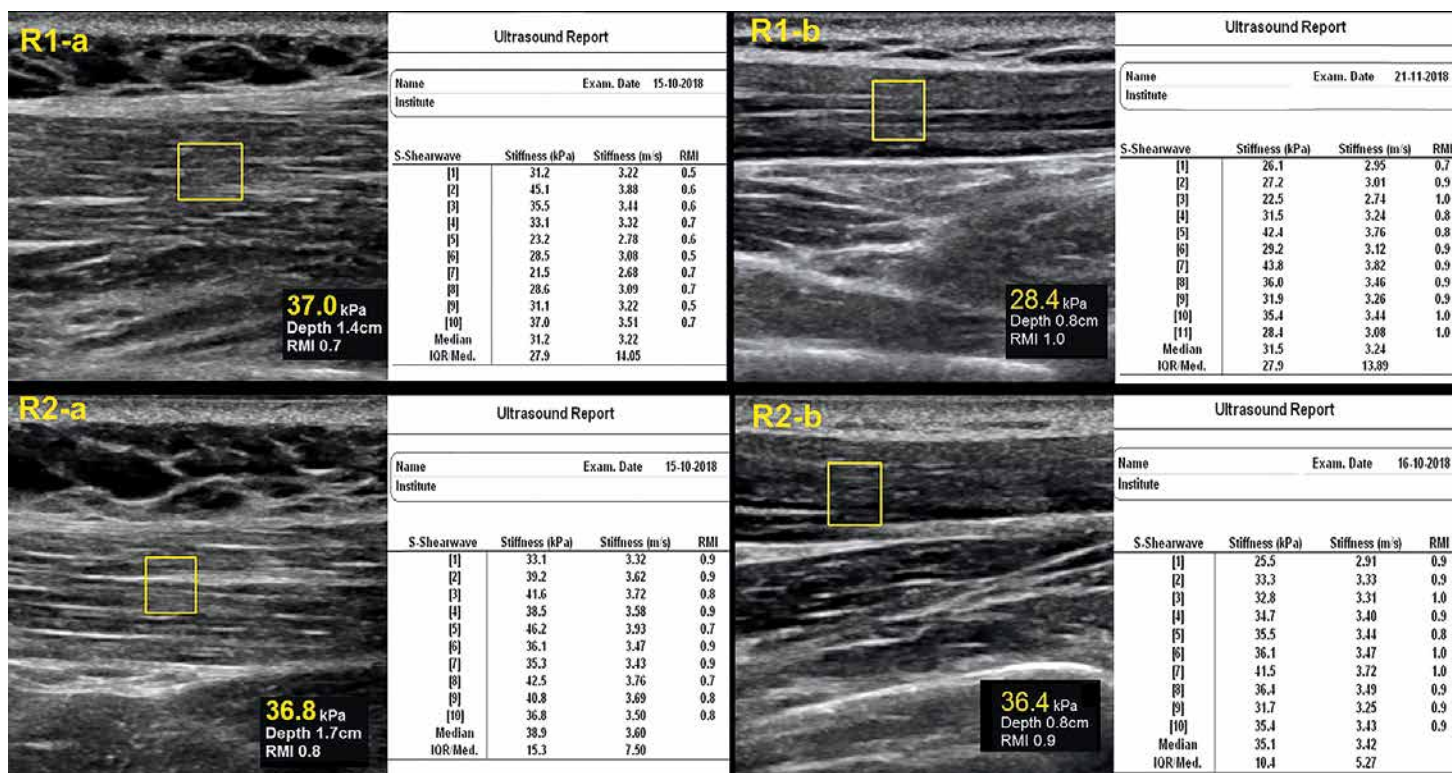 R1-a
Ultrasound Report
Name Exam. Date 15-10-2018
Institute
S-Shearwave Stiffness (kPa) Stiffness (m/s) RMI
[1] 31.2 3.22 0.5
[2] 45.1 3.88 0.6
[3] 35.5 3.44 0.6
[4] 33.1 3.32 0.7
[5] 23.2 2.78 0.6
[6] 28.5 3.08 0.5
[7] 21.5 2.68 0.7
[8] 28.6 3.09 0.7
[9] 31.1 3.22 0.5
[10] 37.0 3.51 0.7
Median 31.2 3.22
IQR/Med. 27.9 14.05
37.0 kPa
Depth 1.4cm
RMI 0.7
R1-b
Ultrasound Report
Name Exam. Date 21-11-2018
Institute
S-Shearwave Stiffness (kPa) Stiffness (m/s) RMI
[1] 26.1 2.95 0.7
[2] 27.2 3.01 0.9
[3] 22.5 2.74 1.0
[4] 31.5 3.24 0.8
[5] 42.4 3.76 0.8
[6] 29.2 3.12 0.9
[7] 43.8 3.82 0.9
[8] 36.0 3.46 0.9
[9] 31.9 3.26 0.9
[10] 35.4 3.44 1.0
[11] 28.4 3.08 1.0
Median 31.5 3.24
IQR/Med. 27.9 13.89
28.4 kPa
Depth 0.8cm
RMI 1.0
R2-a
Ultrasound Report
Name Exam. Date 15-10-2018
Institute
S-Shearwave Stiffness (kPa) Stiffness (m/s) RMI
[1] 33.1 3.32 0.9
[2] 39.2 3.62 0.9
[3] 41.6 3.72 0.8
[4] 38.5 3.58 0.9
[5] 46.2 3.93 0.7
[6] 36.1 3.47 0.9
[7] 35.3 3.43 0.9
[8] 42.5 3.76 0.7
[9] 40.8 3.69 0.8
[10] 36.8 3.50 0.8
Median 38.9 3.60
IQR/Med. 15.3 7.50
36.8 kPa
Depth 1.7cm
RMI 0.8
R2-b
Ultrasound Report
Name Exam. Date 16-10-2018
Institute
S-Shearwave Stiffness (kPa) Stiffness (m/s) RMI
[1] 25.5 2.91 0.9
[2] 33.3 3.33 0.9
[3] 32.8 3.31 1.0
[4] 34.7 3.40 0.9
[5] 35.5 3.44 0.8
[6] 36.1 3.47 1.0
[7] 41.5 3.72 1.0
[8] 36.4 3.49 0.9
[9] 31.7 3.25 0.9
[10] 35.4 3.43 0.9
Median 35.1 3.42
IQR/Med. 10.4 5.27
36.4 kPa
Depth 0.8cm
RMI 0.9